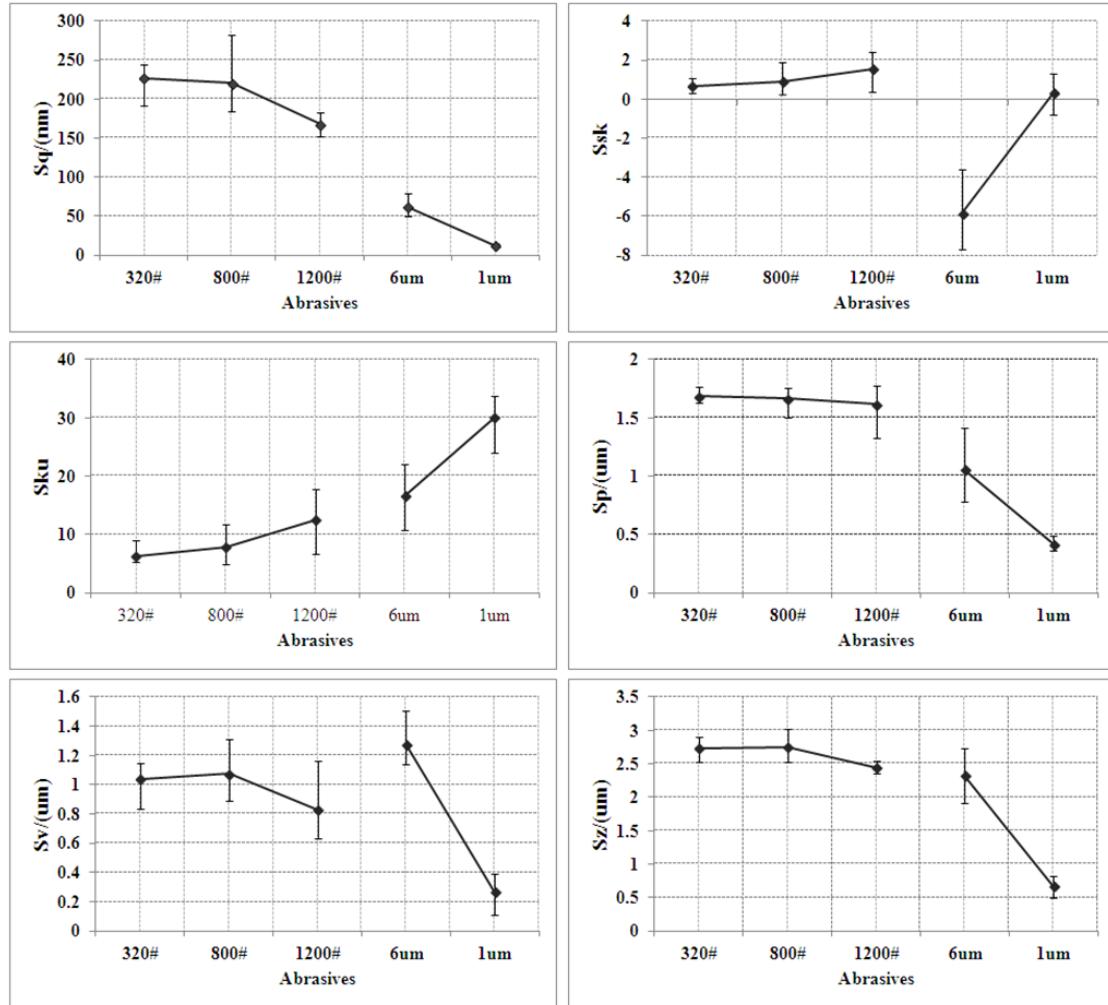 Sq/(nm)
300
250
200
150
100
50
0
320# 800# 1200# 6um 1um
Abrasives
Ssk
4
2
0
-2
-4
-6
-8
320# 800# 1200# 6um 1um
Abrasives
Sku
40
30
20
10
0
320# 800# 1200# 6um 1um
Abrasives
Sp/(um)
2
1.5
1
0.5
0
320# 800# 1200# 6um 1um
Abrasives
Sv/(um)
1.6
1.4
1.2
1
0.8
0.6
0.4
0.2
0
320# 800# 1200# 6um 1um
Abrasives
Sz/(um)
3.5
3
2.5
2
1.5
1
0.5
0
320# 800# 1200# 6um 1um
Abrasives